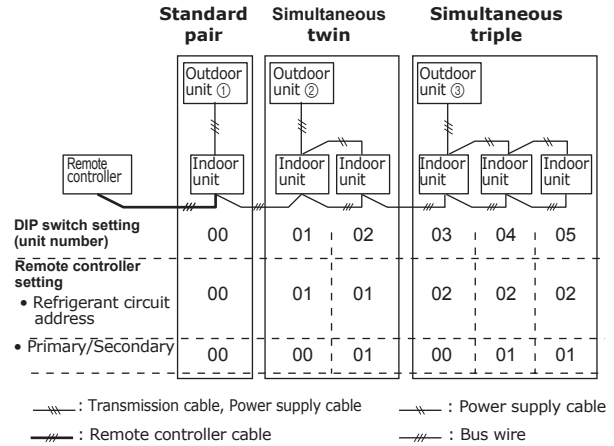 Standard pair
Simultaneous twin
Simultaneous triple
Outdoor unit ①
Outdoor unit ②
Outdoor unit ③
Remote controller
Indoor unit
Indoor unit
Indoor unit
Indoor unit
Indoor unit
Indoor unit
DIP switch setting (unit number)
00 01 02 03 04 05
Remote controller setting
• Refrigerant circuit address
00 01 01 02 02 02
• Primary/Secondary
00 00 01 00 01 01
: Transmission cable, Power supply cable
: Power supply cable
: Remote controller cable
: Bus wire